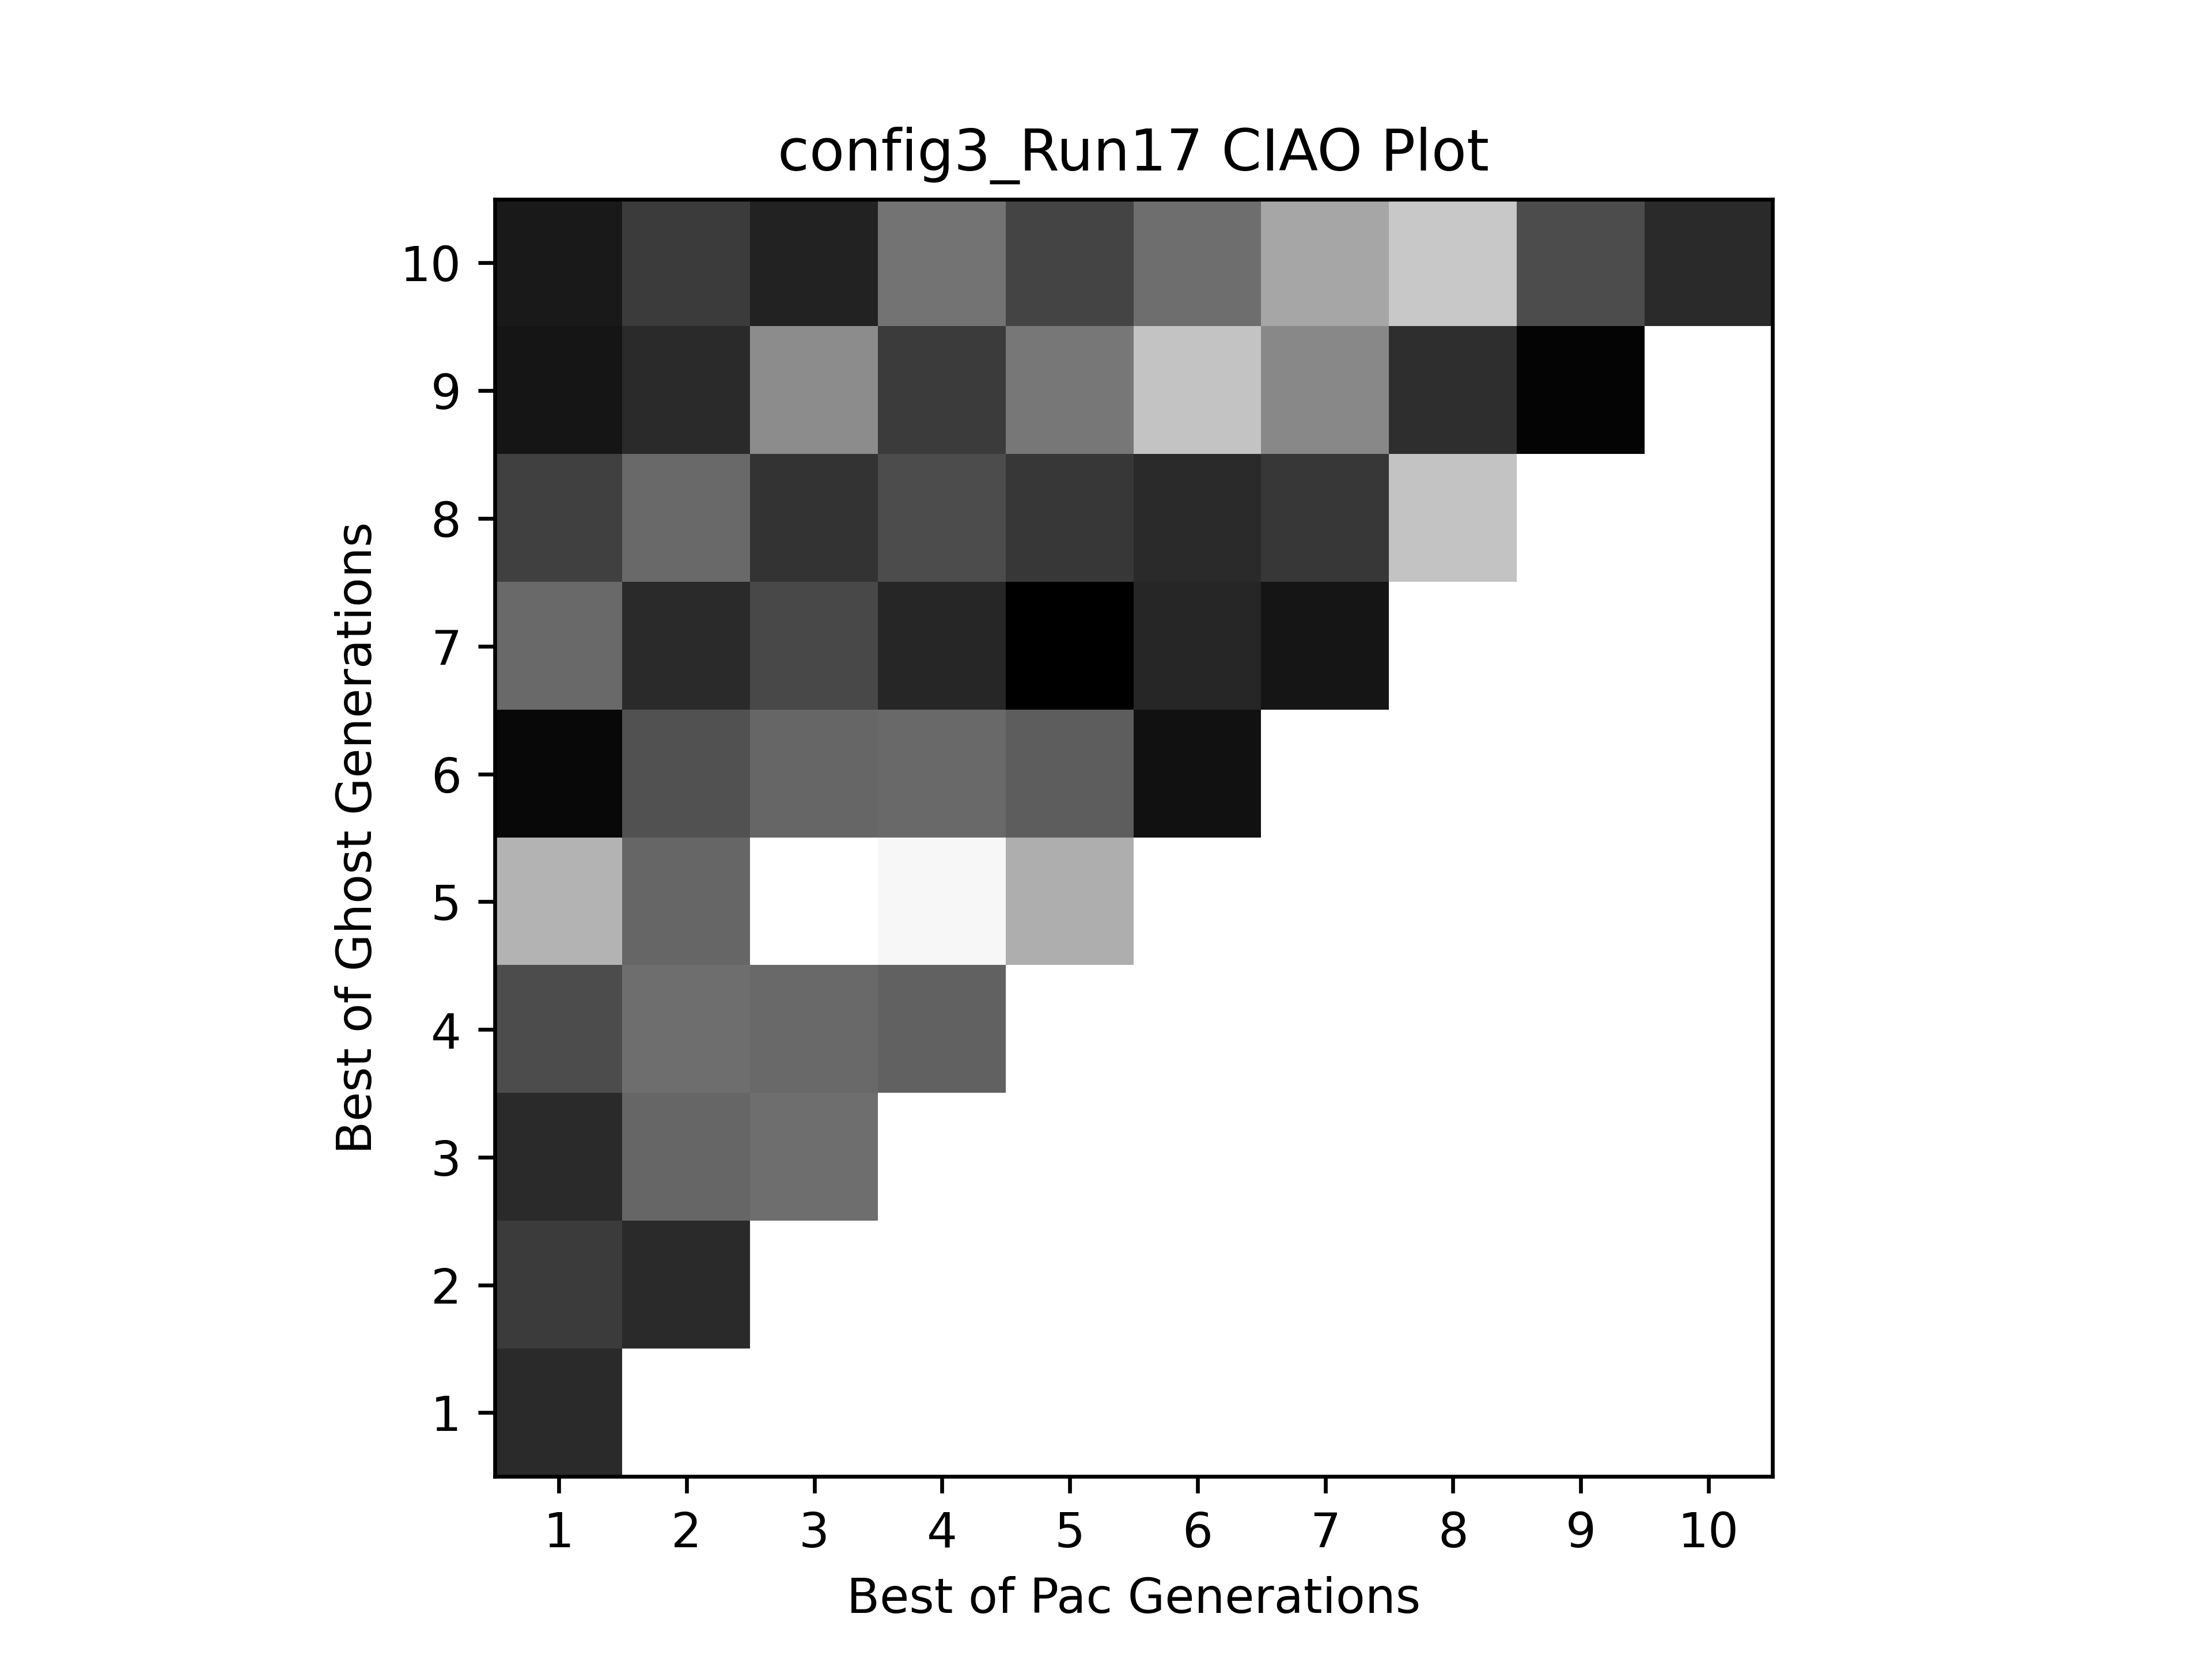 config3_Run17 CIAO Plot
Best of Ghost Generations
10
9
8
7
6
5
4
3
2
1
1 2 3 4 5 6 7 8 9 10
Best of Pac Generations